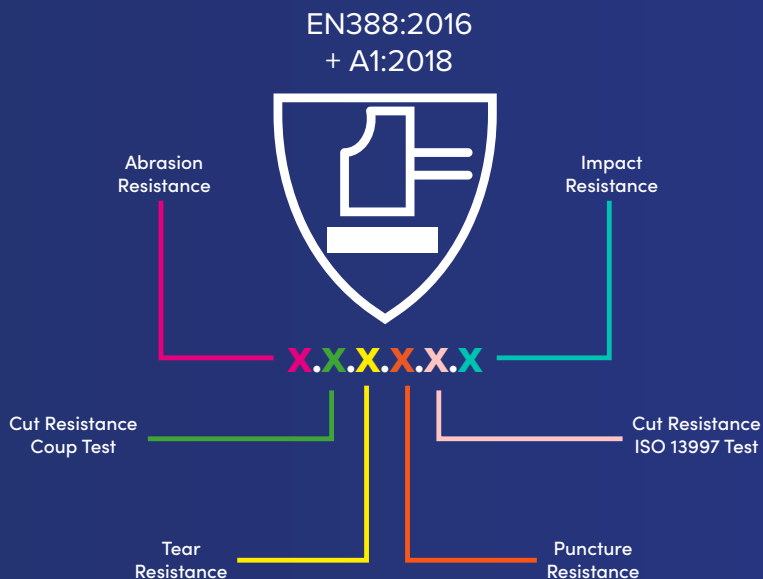 EN388:2016
+ A1:2018
Abrasion
Resistance
Impact
Resistance
X.X.X.X.X.X
Cut Resistance
Coup Test
Cut Resistance
ISO 13997 Test
Tear
Resistance
Puncture
Resistance